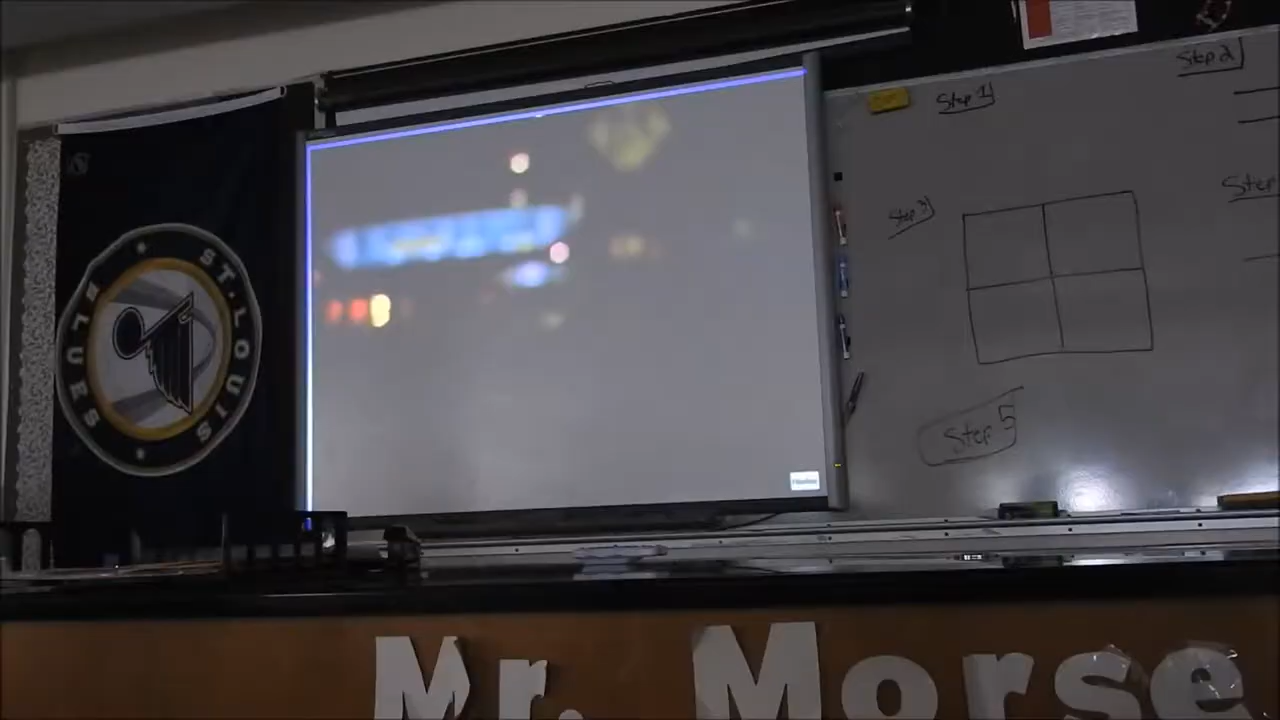 ST. LOUIS
BLUES
Step 1
Step 2
Step 3
Step
Step 5
Mr. Morse